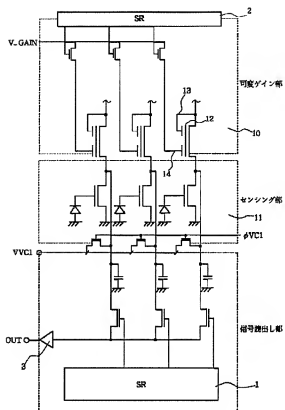 SR
2
V_GAIN
13
12
可変ゲイン部
14
10
センシング部
11
φVC1
VVC1
信号読出し部
OUT
3
SR
1